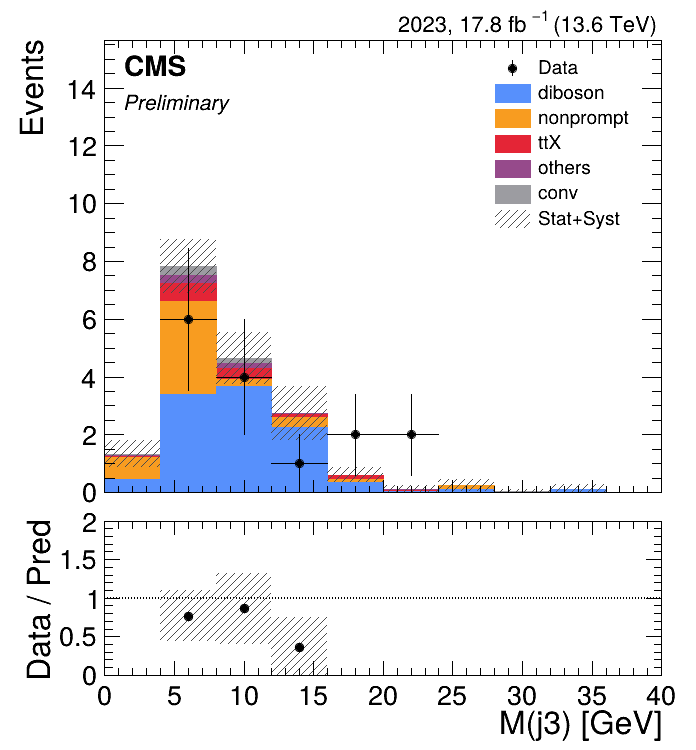 2023, 17.8 fb⁻¹ (13.6 TeV)
CMS
Preliminary
Data
diboson
nonprompt
ttX
others
conv
Stat+Syst
Events
14
12
10
8
6
4
2
0
Data / Pred
2
1.5
1
0.5
0
0 5 10 15 20 25 30 35 40
M(j3) [GeV]